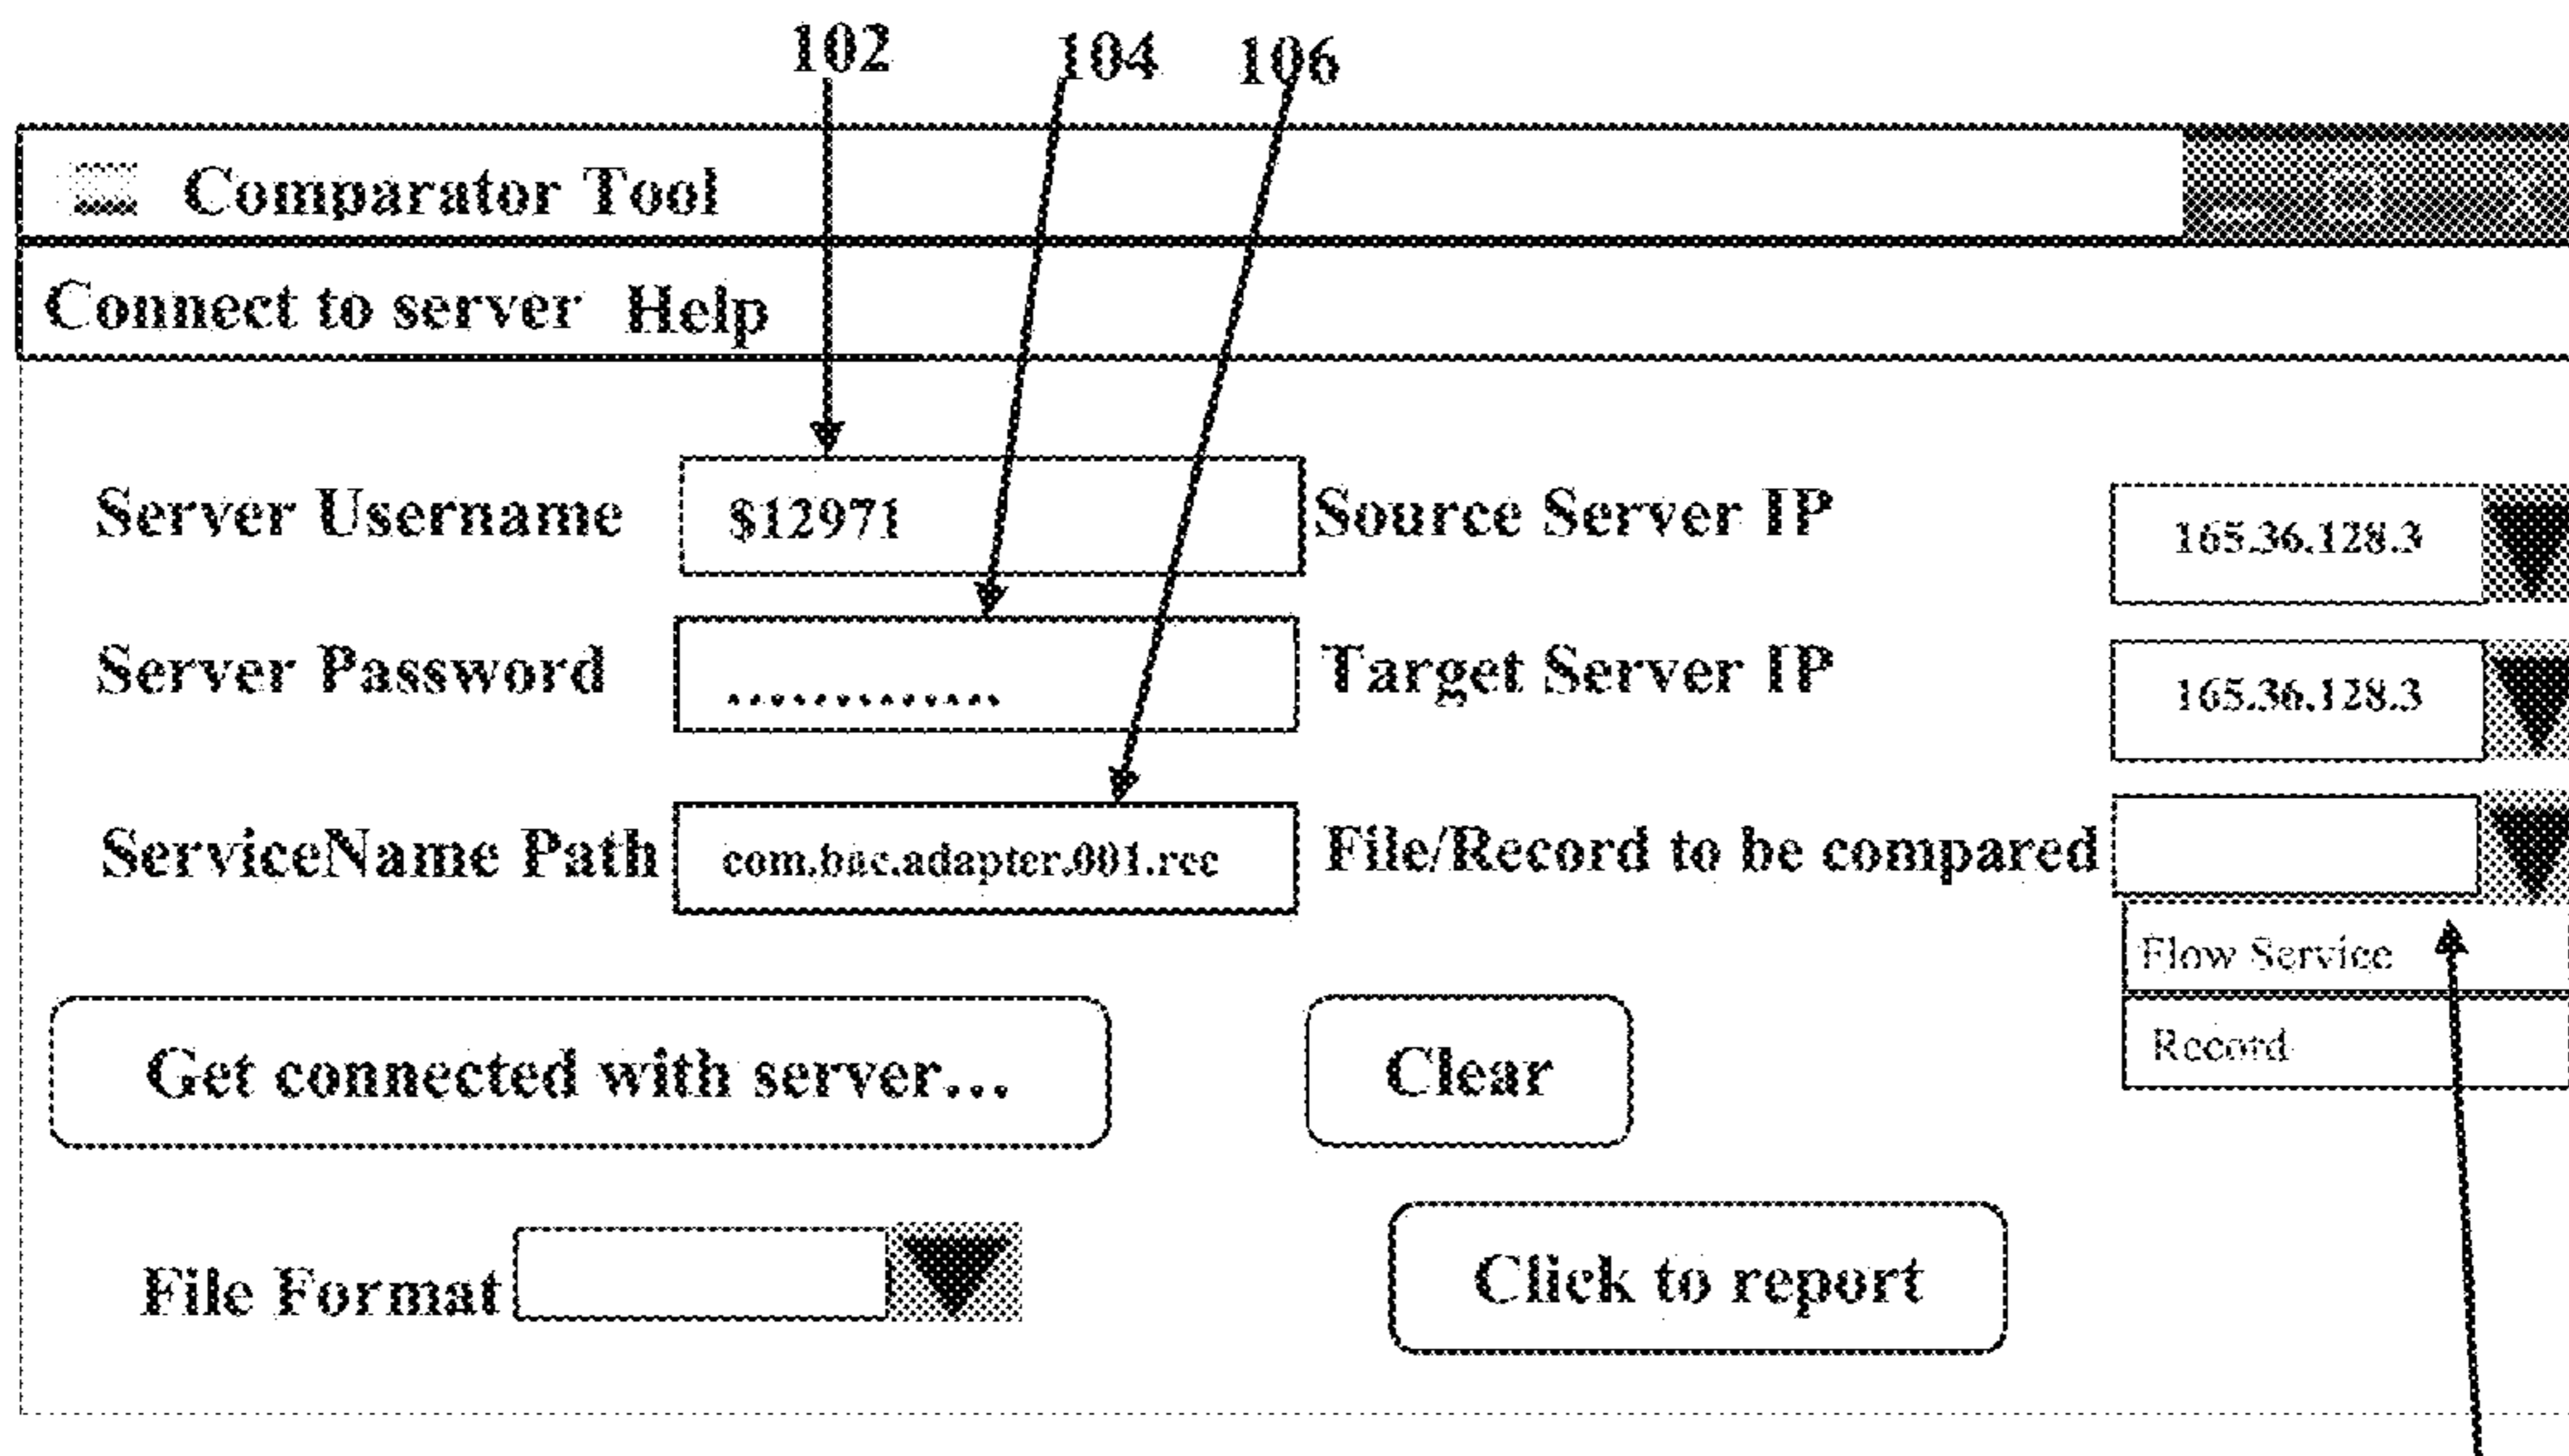 102 104 106
Comparator Tool
Connect to server Help
Server Username $12971 Source Server IP 165.36.128.3
Server Password ............. Target Server IP 165.36.128.3
ServiceName Path com.bac.adapter.001.rec File/Record to be compared
Flow Service
Record
Get connected with server... Clear
File Format Click to report